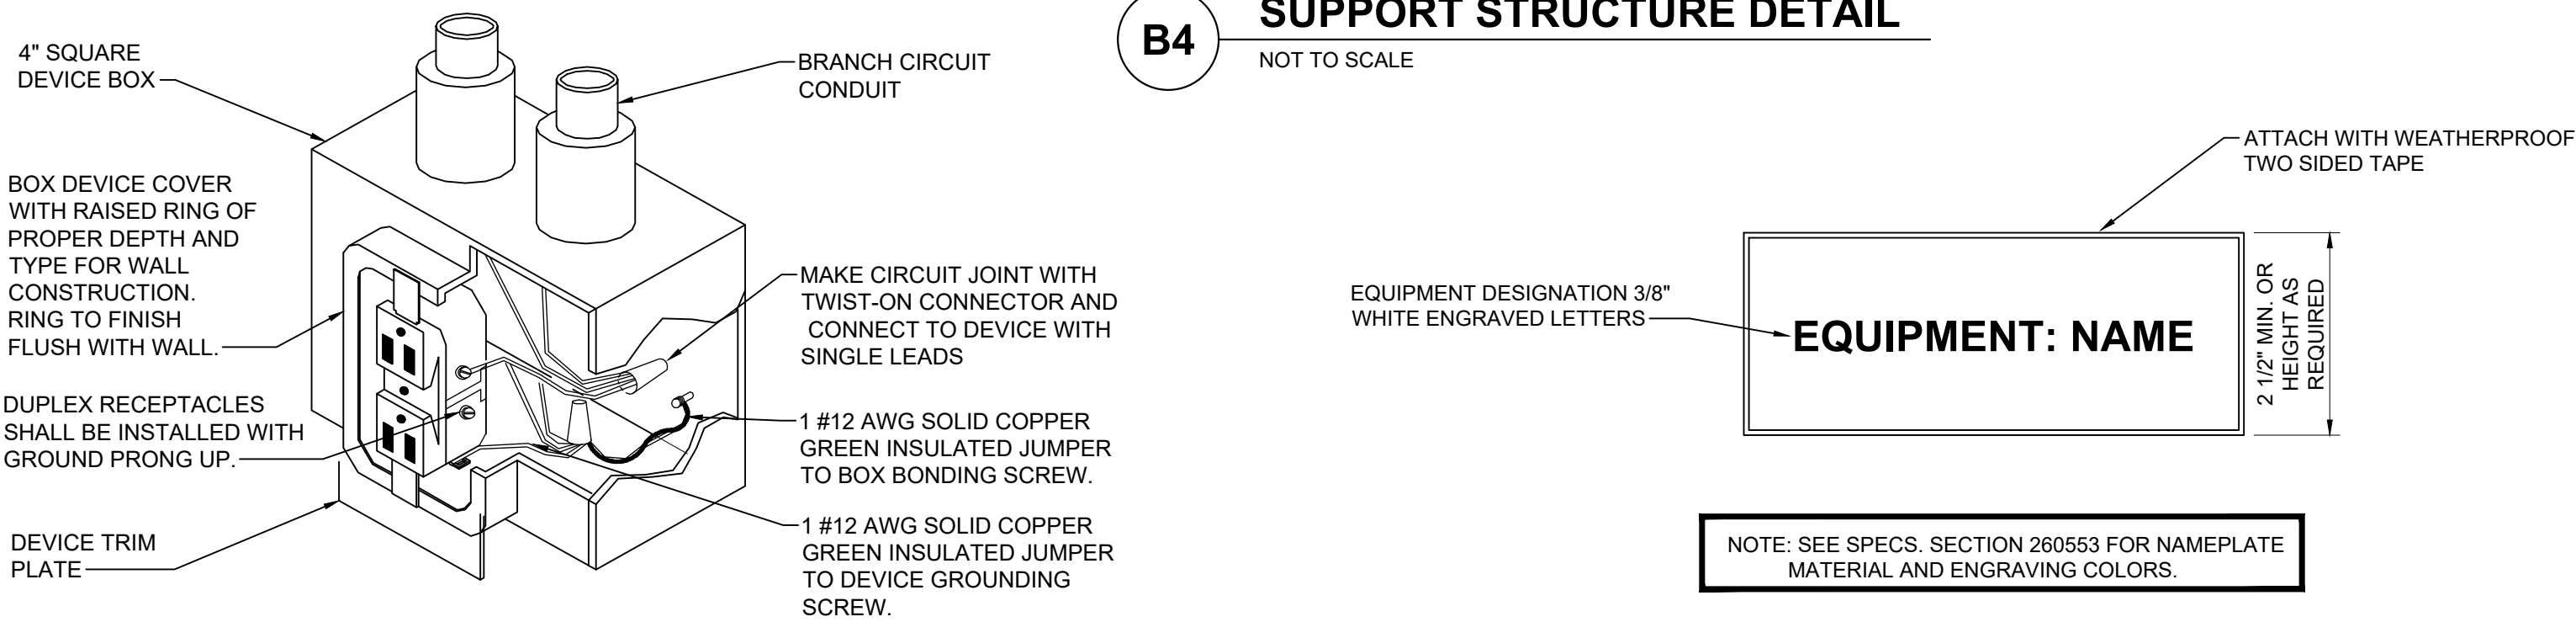 4" SQUARE
DEVICE BOX
BOX DEVICE COVER
WITH RAISED RING OF
PROPER DEPTH AND
TYPE FOR WALL
CONSTRUCTION.
RING TO FINISH
FLUSH WITH WALL.
DUPLEX RECEPTACLES
SHALL BE INSTALLED WITH
GROUND PRONG UP.
DEVICE TRIM
PLATE
BRANCH CIRCUIT
CONDUIT
MAKE CIRCUIT JOINT WITH
TWIST-ON CONNECTOR AND
CONNECT TO DEVICE WITH
SINGLE LEADS
1 #12 AWG SOLID COPPER
GREEN INSULATED JUMPER
TO BOX BONDING SCREW.
1 #12 AWG SOLID COPPER
GREEN INSULATED JUMPER
TO DEVICE GROUNDING
SCREW.
B4
SUPPORT STRUCTURE DETAIL
NOT TO SCALE
ATTACH WITH WEATHERPROOF
TWO SIDED TAPE
EQUIPMENT DESIGNATION 3/8"
WHITE ENGRAVED LETTERS
EQUIPMENT: NAME
2 1/2" MIN. OR
HEIGHT AS
REQUIRED
NOTE: SEE SPECS. SECTION 260553 FOR NAMEPLATE
MATERIAL AND ENGRAVING COLORS.